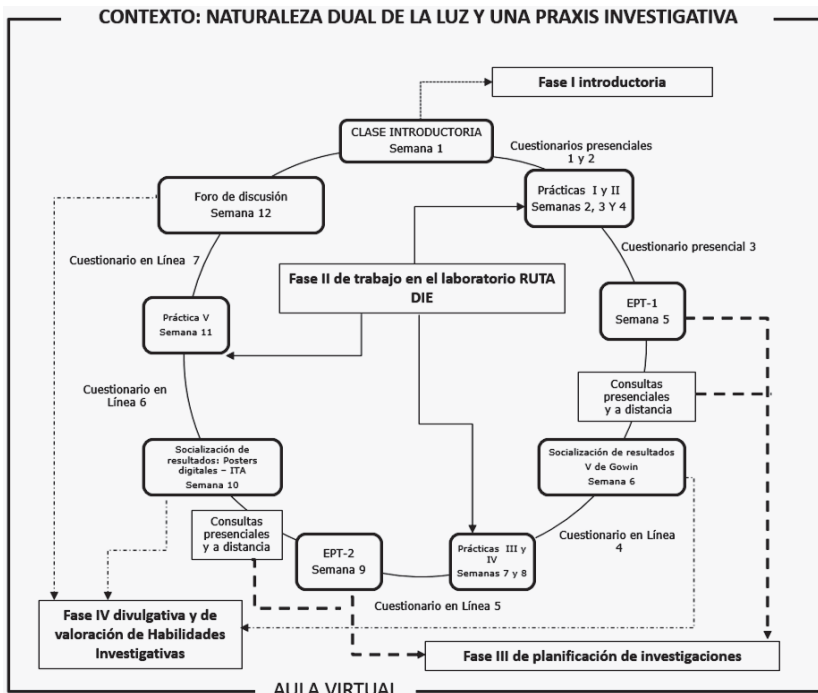 CONTEXTO: NATURALEZA DUAL DE LA LUZ Y UNA PRAXIS INVESTIGATIVA
Fase I introductoria
CLASE INTRODUCTORIA
Semana 1
Cuestionarios presenciales
1 y 2
Prácticas I y II
Semanas 2, 3 Y 4
Foro de discusión
Semana 12
Cuestionario presencial 3
Cuestionario en Línea 7
Fase II de trabajo en el laboratorio RUTA
DIE
EPT-1
Semana 5
Práctica V
Semana 11
Consultas
presenciales
y a distancia
Cuestionario en
Línea 6
Socialización de
resultados: Posters
digitales – ITA
Semana 10
Socialización de resultados
V de Gowin
Semana 6
Consultas
presenciales
y a distancia
EPT-2
Semana 9
Prácticas III y
IV
Semanas 7 y 8
Cuestionario en Línea
4
Cuestionario en Línea 5
Fase IV divulgativa y de
valoración de Habilidades
Investigativas
Fase III de planificación de investigaciones
AULA VIRTUAL